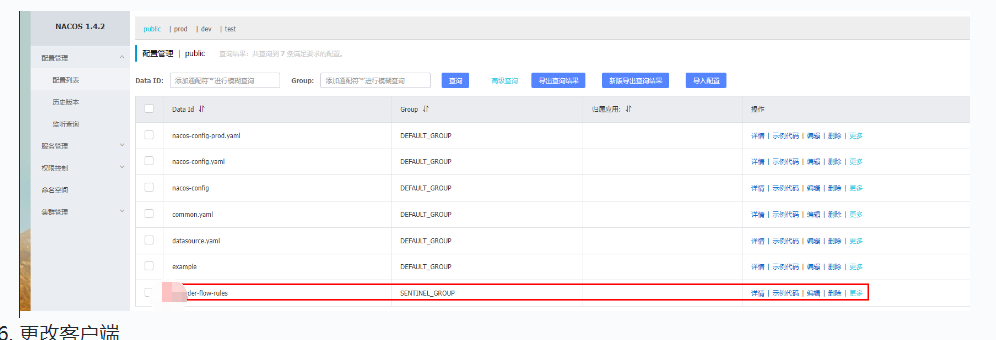 NACOS 1.4.2
public | prod | dev | test
配置管理
配置管理 | public 查询结果：共查询到 7 条满足要求的配置。
配置列表
Data ID: 添加通配符'*'进行模糊查询 Group: 添加通配符'*'进行模糊查询 查询 高级查询 导出查询结果 新版导出查询结果 导入配置
历史版本
Data Id Group 归属应用: 操作
监听查询
nacos-config-prod.yaml DEFAULT_GROUP 详情 | 示例代码 | 编辑 | 删除 | 更多
服务管理
nacos-config.yaml DEFAULT_GROUP 详情 | 示例代码 | 编辑 | 删除 | 更多
权限控制
nacos-config DEFAULT_GROUP 详情 | 示例代码 | 编辑 | 删除 | 更多
命名空间
集群管理
common.yaml DEFAULT_GROUP 详情 | 示例代码 | 编辑 | 删除 | 更多
datasource.yaml DEFAULT_GROUP 详情 | 示例代码 | 编辑 | 删除 | 更多
example DEFAULT_GROUP 详情 | 示例代码 | 编辑 | 删除 | 更多
rder-flow-rules SENTINEL_GROUP 详情 | 示例代码 | 编辑 | 删除 | 更多
6. 更改客户端